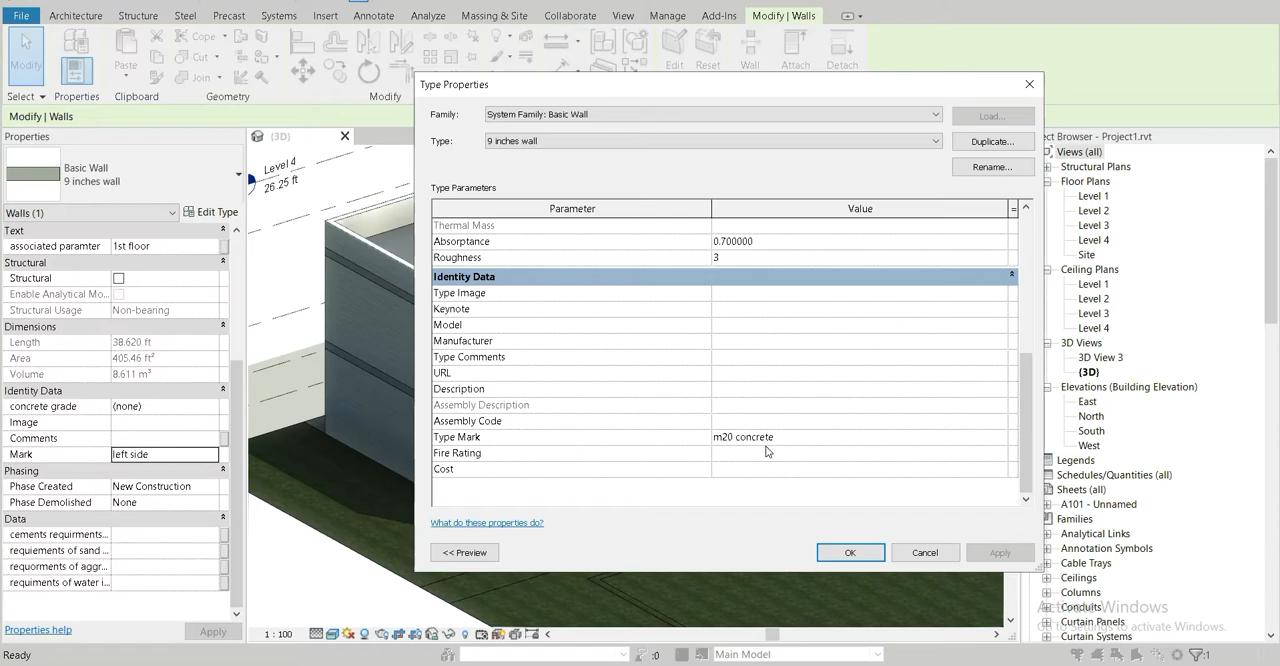 File Architecture Structure Steel Precast Systems Insert Annotate Analyze Massing & Site Collaborate View Manage Add-Ins Modify | Walls
Modify Paste Cope Cut Join Edit Reset Wall Attach Detach
Select Properties Clipboard Geometry Modify
Modify | Walls
Properties
Basic Wall
9 inches wall
Walls (1) Edit Type
Text
associated paramter 1st floor
Structural
Structural
Enable Analytical Mo...
Structural Usage Non-bearing
Dimensions
Length 38.620 ft
Area 405.46 ft²
Volume 8.611 m³
Identity Data
concrete grade (none)
Image
Comments
Mark left side
Phasing
Phase Created New Construction
Phase Demolished None
Data
cements requirments...
requiements of sand ...
requorments of aggr...
requiments of water i...
Properties help Apply
Ready
{3D}
Level 4
26.25 ft
Type Properties
Family: System Family: Basic Wall Load...
Type: 9 inches wall Duplicate...
Rename...
Type Parameters
Parameter Value =
Thermal Mass
Absorptance 0.700000
Roughness 3
Identity Data
Type Image
Keynote
Model
Manufacturer
Type Comments
URL
Description
Assembly Description
Assembly Code
Type Mark m20 concrete
Fire Rating
Cost
What do these properties do?
<< Preview OK Cancel Apply
1 : 100
:0 Main Model
ect Browser - Project1.rvt
Views (all)
Structural Plans
Floor Plans
Level 1
Level 2
Level 3
Level 4
Site
Ceiling Plans
Level 1
Level 2
Level 3
Level 4
3D Views
3D View 3
{3D}
Elevations (Building Elevation)
East
North
South
West
Legends
Schedules/Quantities (all)
Sheets (all)
A101 - Unnamed
Families
Analytical Links
Annotation Symbols
Cable Trays
Ceilings
Columns
Conduits
Curtain Panels
Curtain Systems
Activate Windows
Go to Settings to activate Windows.
:1